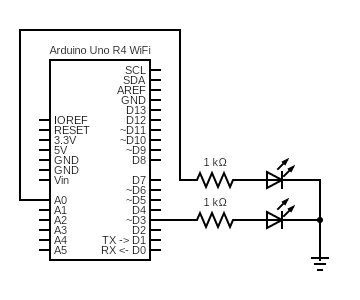 Arduino Uno R4 WiFi
SCL
SDA
AREF
GND
D13
IOREF D12
RESET ~D11
3.3V ~D10
5V ~D9
GND D8
GND
Vin D7
~D6
A0 ~D5
A1 D4
A2 ~D3
A3 D2
A4 TX -> D1
A5 RX <- D0
1 kΩ
1 kΩ